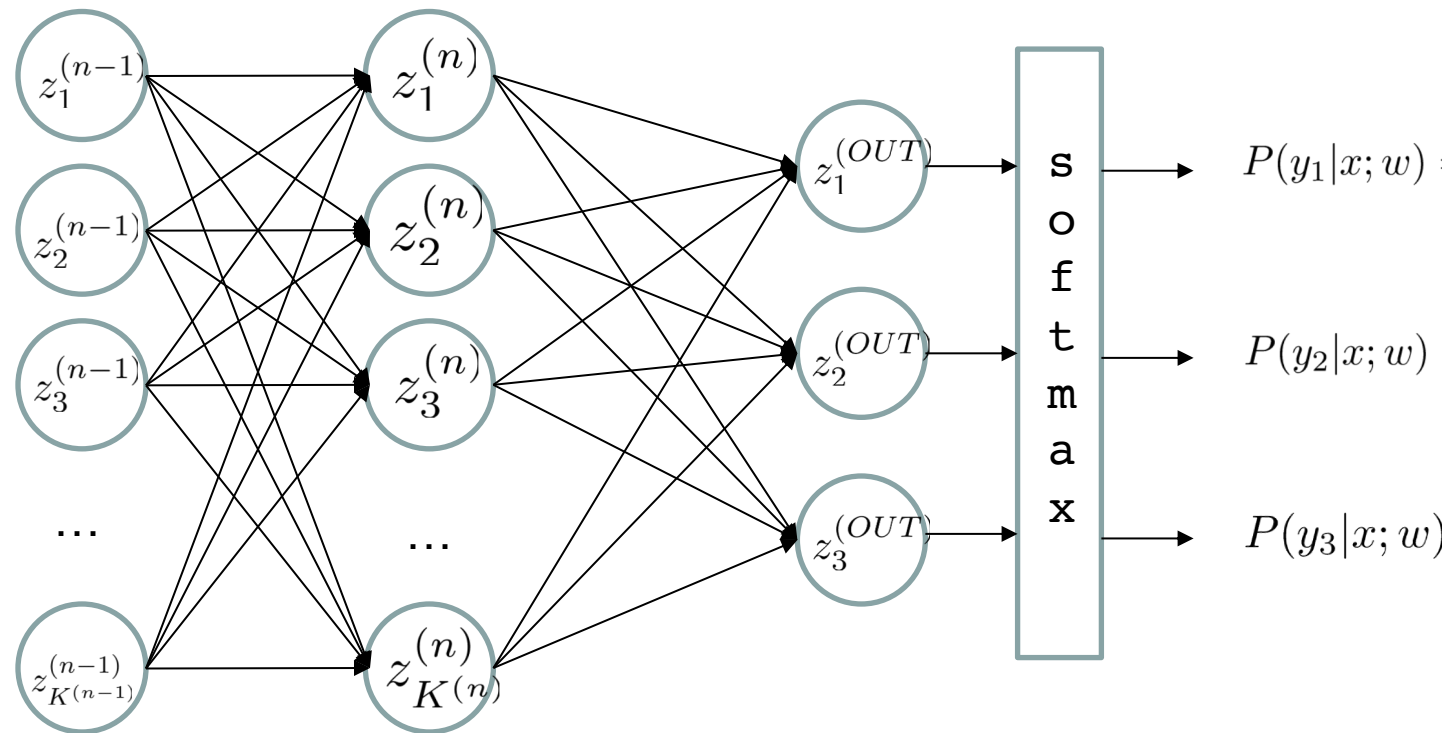 z_1^{(n-1)}
z_2^{(n-1)}
z_3^{(n-1)}
...
z_{K^{(n-1)}}^{(n-1)}
z_1^{(n)}
z_2^{(n)}
z_3^{(n)}
...
z_{K^{(n)}}^{(n)}
z_1^{(OUT)}
z_2^{(OUT)}
z_3^{(OUT)}
s
o
f
t
m
a
x
P(y_1|x; w) =
P(y_2|x; w)
P(y_3|x; w)